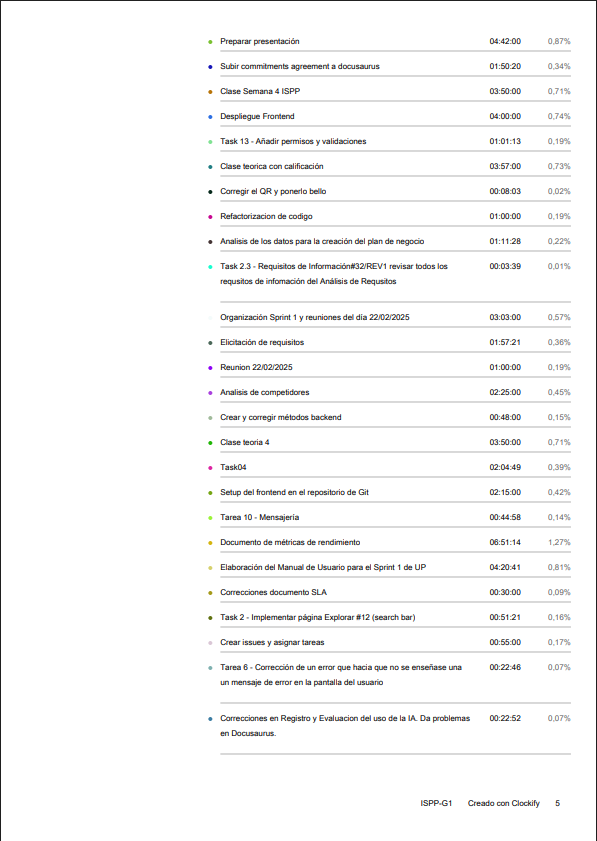 Preparar presentación 04:42:00 0,87%
Subir commitments agreement a docusaurus 01:50:20 0,34%
Clase Semana 4 ISPP 03:50:00 0,71%
Despliegue Frontend 04:00:00 0,74%
Task 13 - Añadir permisos y validaciones 01:01:13 0,19%
Clase teorica con calificación 03:57:00 0,73%
Corregir el QR y ponerlo bello 00:08:03 0,02%
Refactorizacion de codigo 01:00:00 0,19%
Analisis de los datos para la creación del plan de negocio 01:11:28 0,22%
Task 2.3 - Requisitos de Información#32/REV1 revisar todos los 00:03:39 0,01%
requsitos de infomación del Análisis de Requsitos
Organización Sprint 1 y reuniones del día 22/02/2025 03:03:00 0,57%
Elicitación de requisitos 01:57:21 0,36%
Reunion 22/02/2025 01:00:00 0,19%
Analisis de competidores 02:25:00 0,45%
Crear y corregir métodos backend 00:48:00 0,15%
Clase teoria 4 03:50:00 0,71%
Task04 02:04:49 0,39%
Setup del frontend en el repositorio de Git 02:15:00 0,42%
Tarea 10 - Mensajería 00:44:58 0,14%
Documento de métricas de rendimiento 06:51:14 1,27%
Elaboración del Manual de Usuario para el Sprint 1 de UP 04:20:41 0,81%
Correcciones documento SLA 00:30:00 0,09%
Task 2 - Implementar página Explorar #12 (search bar) 00:51:21 0,16%
Crear issues y asignar tareas 00:55:00 0,17%
Tarea 6 - Corrección de un error que hacia que no se enseñase una 00:22:46 0,07%
un mensaje de error en la pantalla del usuario
Correcciones en Registro y Evaluacion del uso de la IA. Da problemas 00:22:52 0,07%
en Docusaurus.
ISPP-G1 Creado con Clockify 5